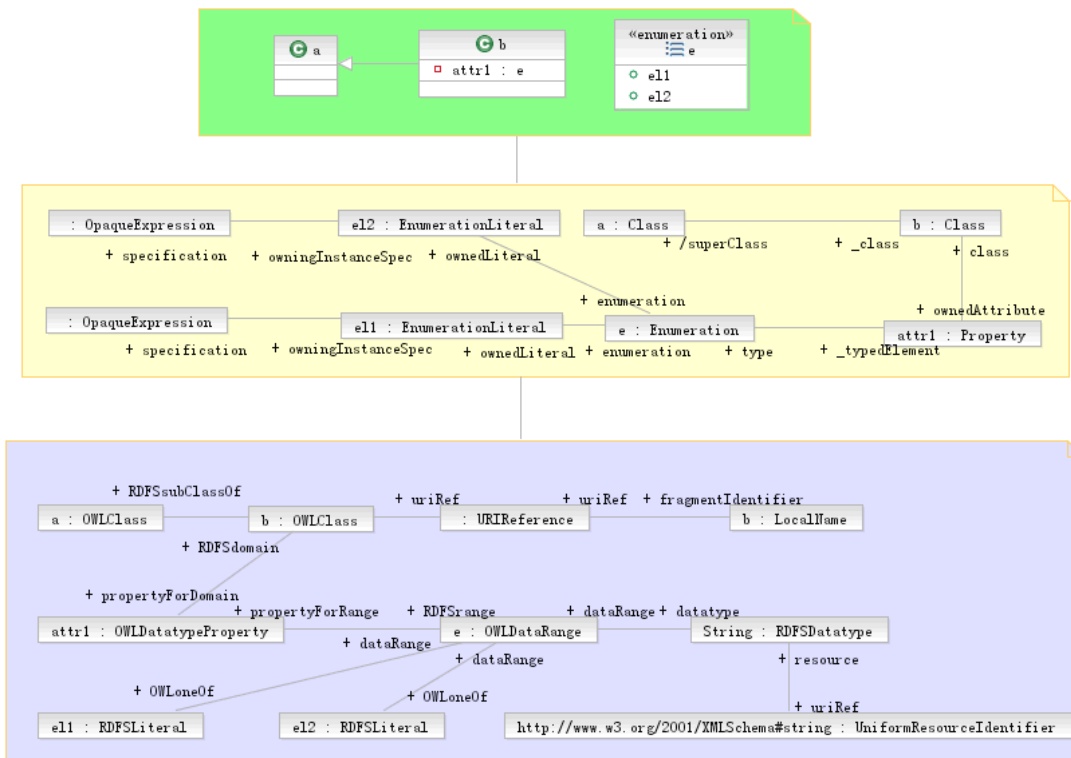 a
b
attr1 : e
«enumeration»
e
el1
el2
: OpaqueExpression
el2 : EnumerationLiteral
a : Class
b : Class
+ specification
+ owningInstanceSpec
+ ownedLiteral
+ /superClass
+ _class
+ class
+ enumeration
+ ownedAttribute
: OpaqueExpression
el1 : EnumerationLiteral
e : Enumeration
attr1 : Property
+ specification
+ owningInstanceSpec
+ ownedLiteral
+ enumeration
+ type
+ _typedElement
+ RDFSsubClassOf
+ uriRef
+ uriRef
+ fragmentIdentifier
a : OWLClass
b : OWLClass
: URIReference
b : LocalName
+ RDFSdomain
+ propertyForDomain
+ propertyForRange
+ RDFSrange
+ dataRange
+ datatype
attr1 : OWLDatatypeProperty
e : OWLDataRange
String : RDFSDatatype
+ dataRange
+ dataRange
+ resource
+ OWLoneOf
+ OWLoneOf
+ uriRef
el1 : RDFSLiteral
el2 : RDFSLiteral
http://www.w3.org/2001/XMLSchema#string : UniformResourceIdentifier